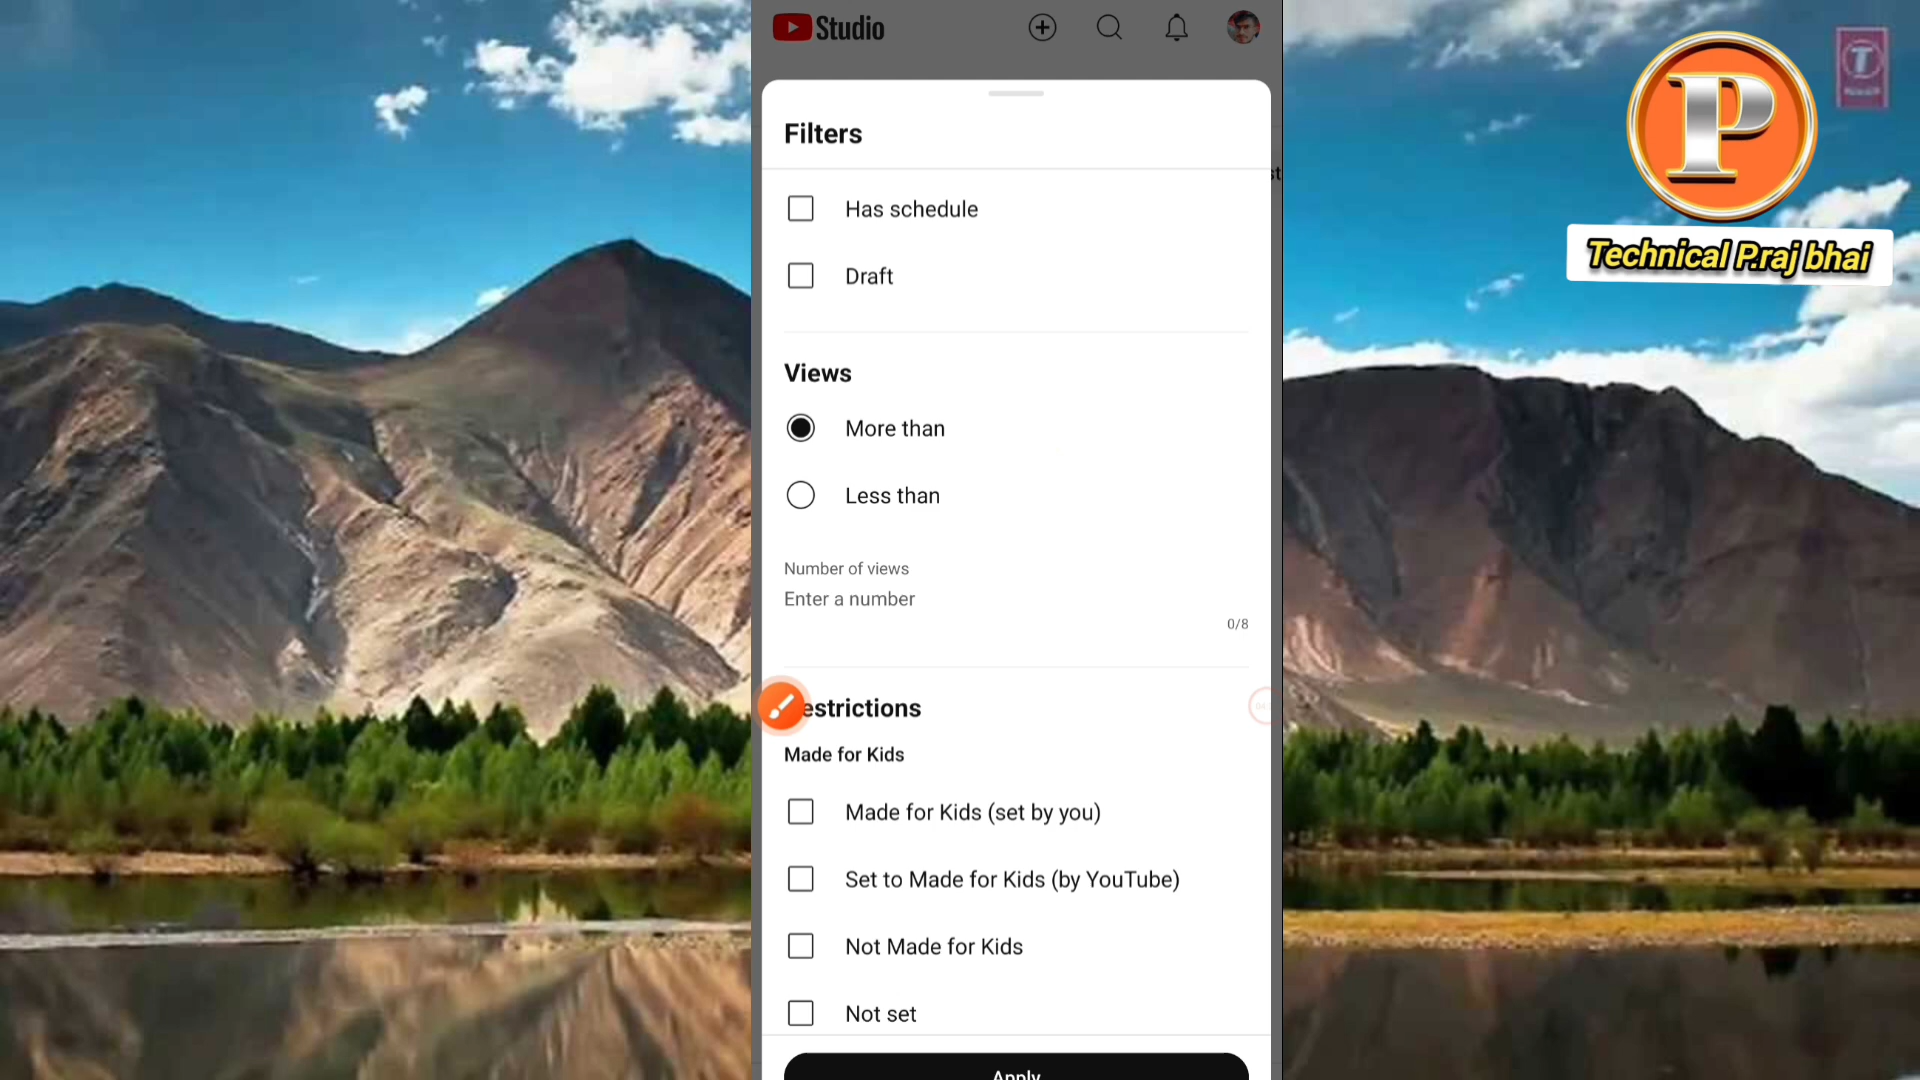 Studio
Filters
st
Has schedule
Draft
Views
More than
Less than
Number of views
Enter a number
0/8
estrictions
Made for Kids
Made for Kids (set by you)
Set to Made for Kids (by YouTube)
Not Made for Kids
Not set
Apply
P
Technical P.raj bhai
T